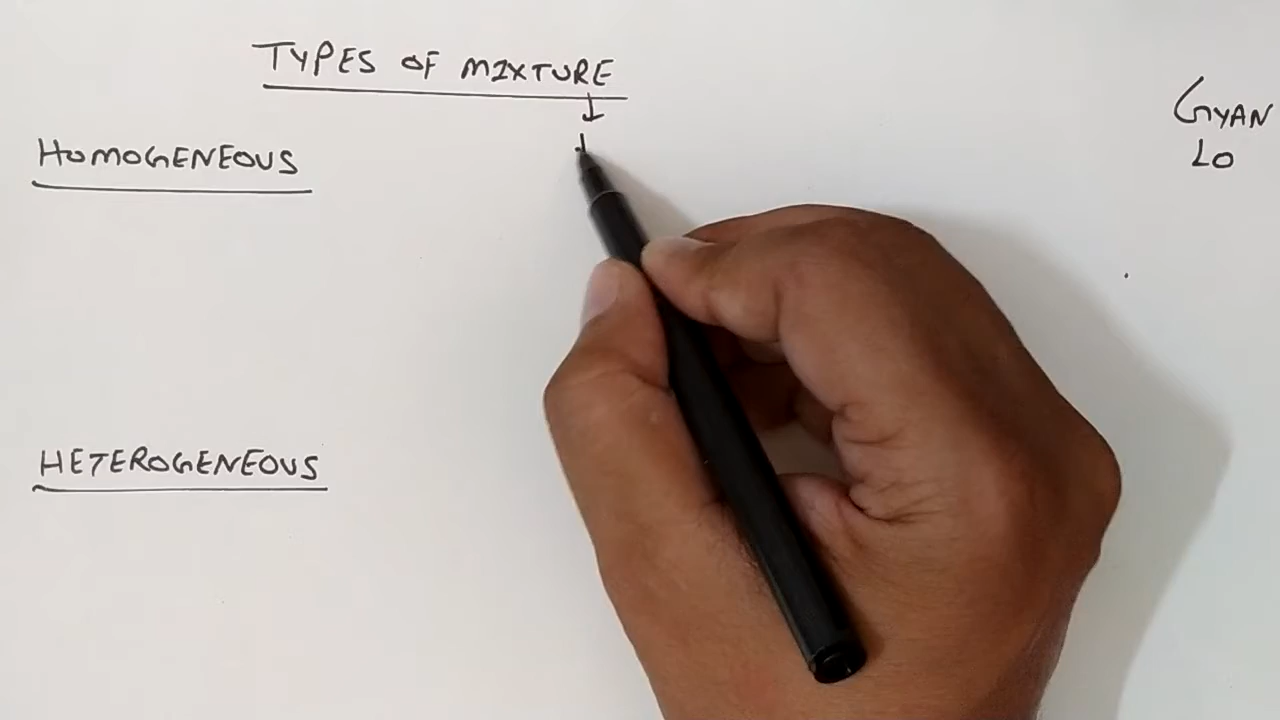 TYPES OF MIXTURE
HOMOGENEOUS
HETEROGENEOUS
GYAN
LO